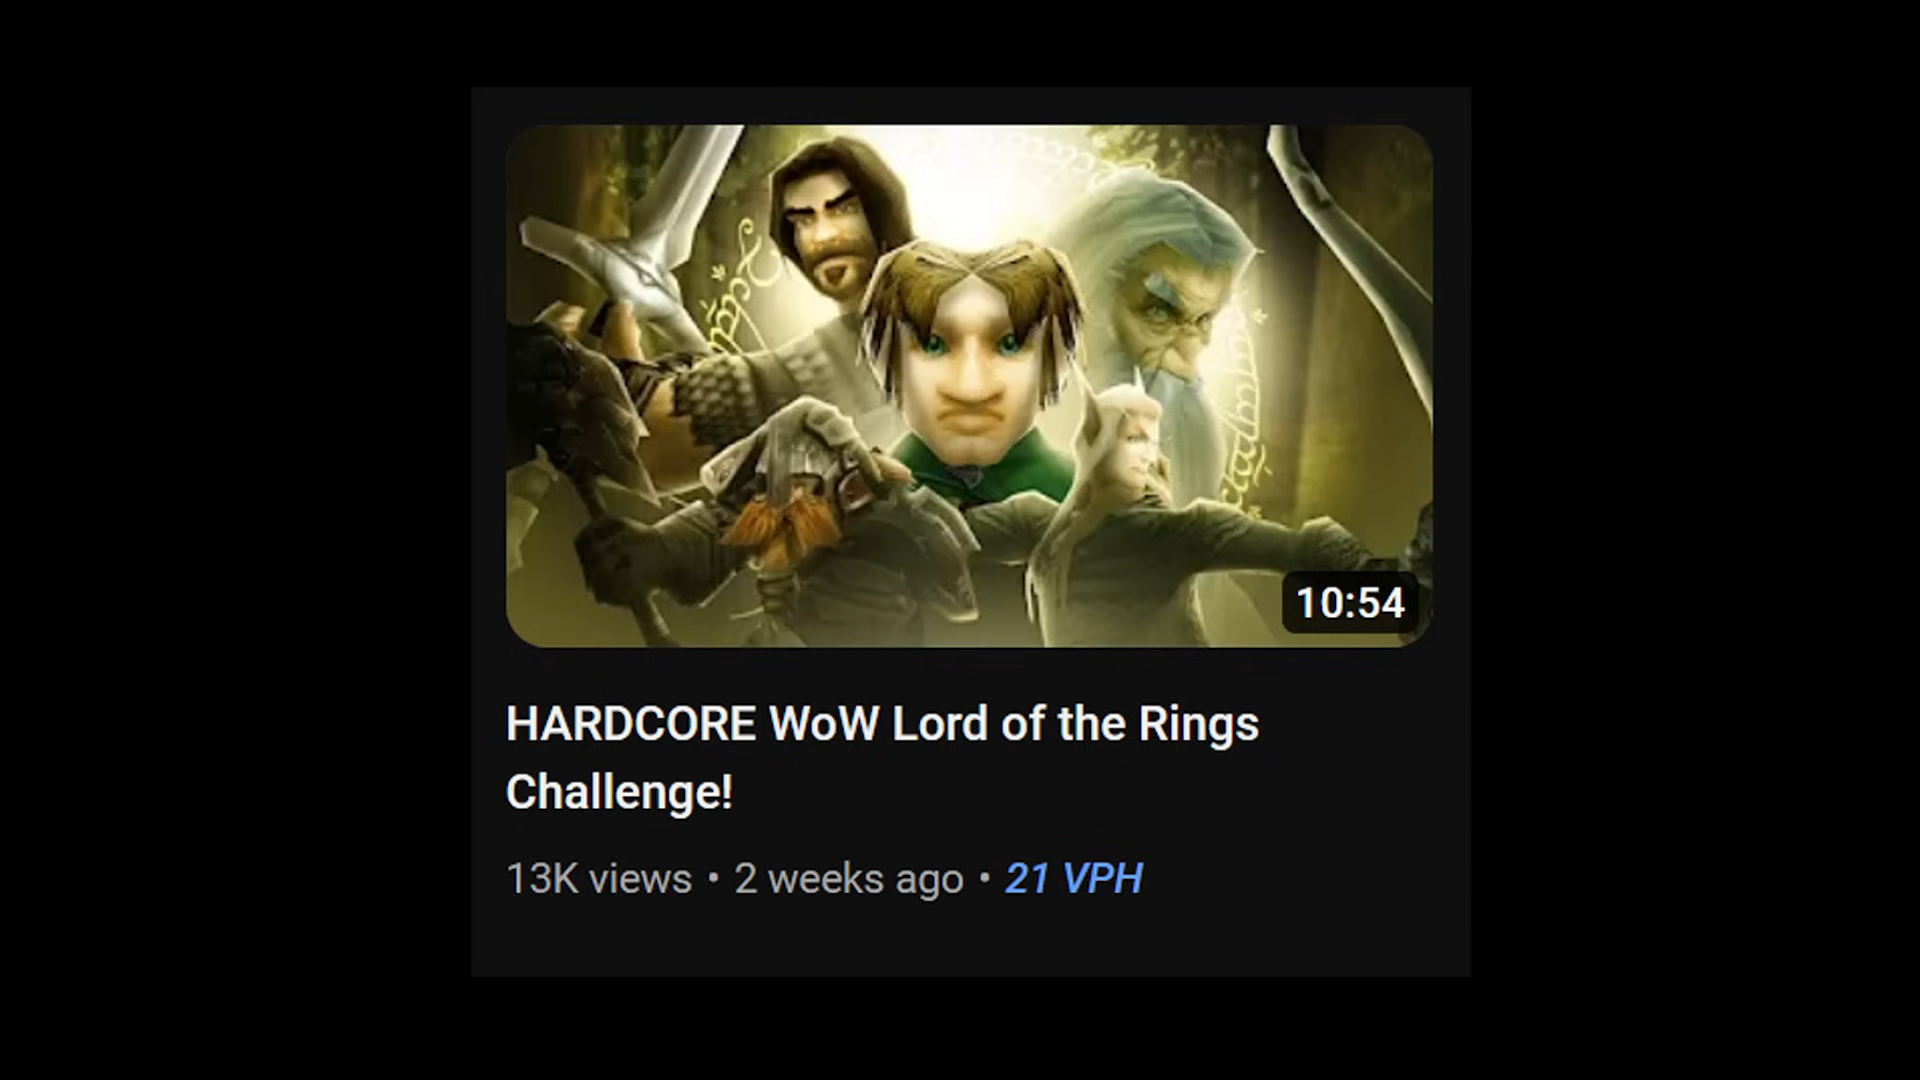 10:54
HARDCORE WoW Lord of the Rings
Challenge!
13K views • 2 weeks ago • 21 VPH